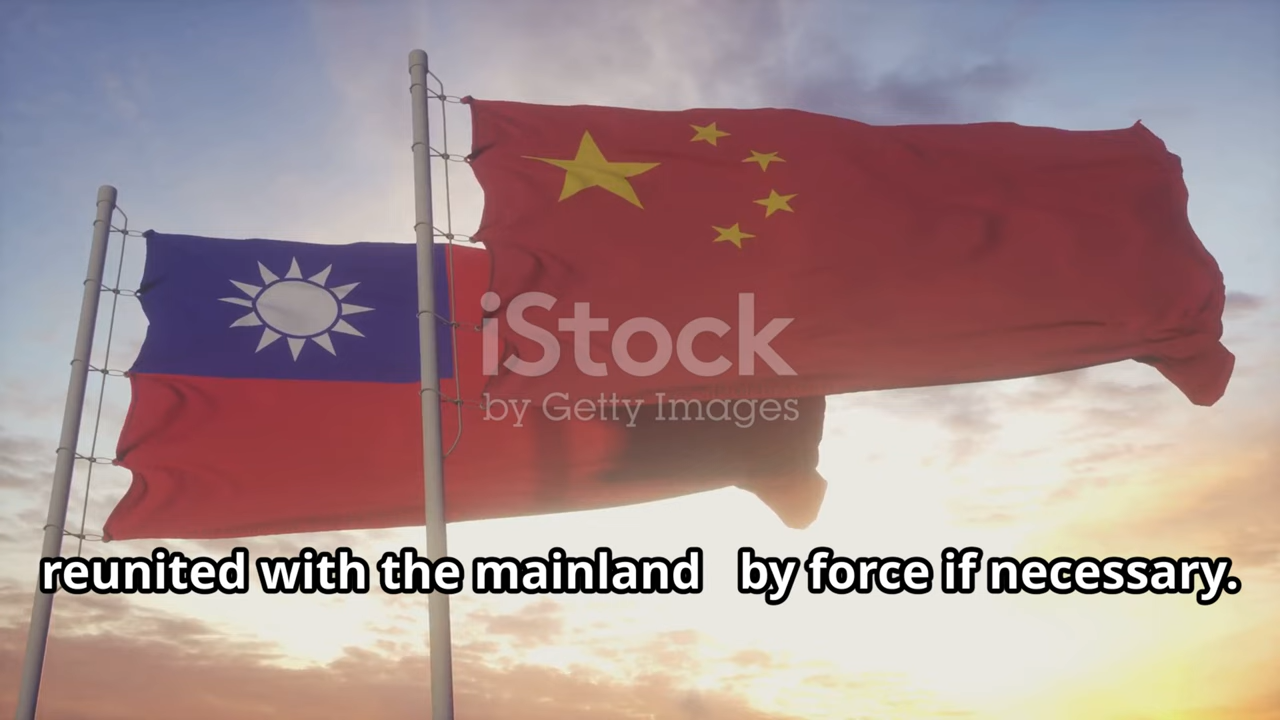 iStock
by Getty Images
reunited with the mainland by force if necessary.